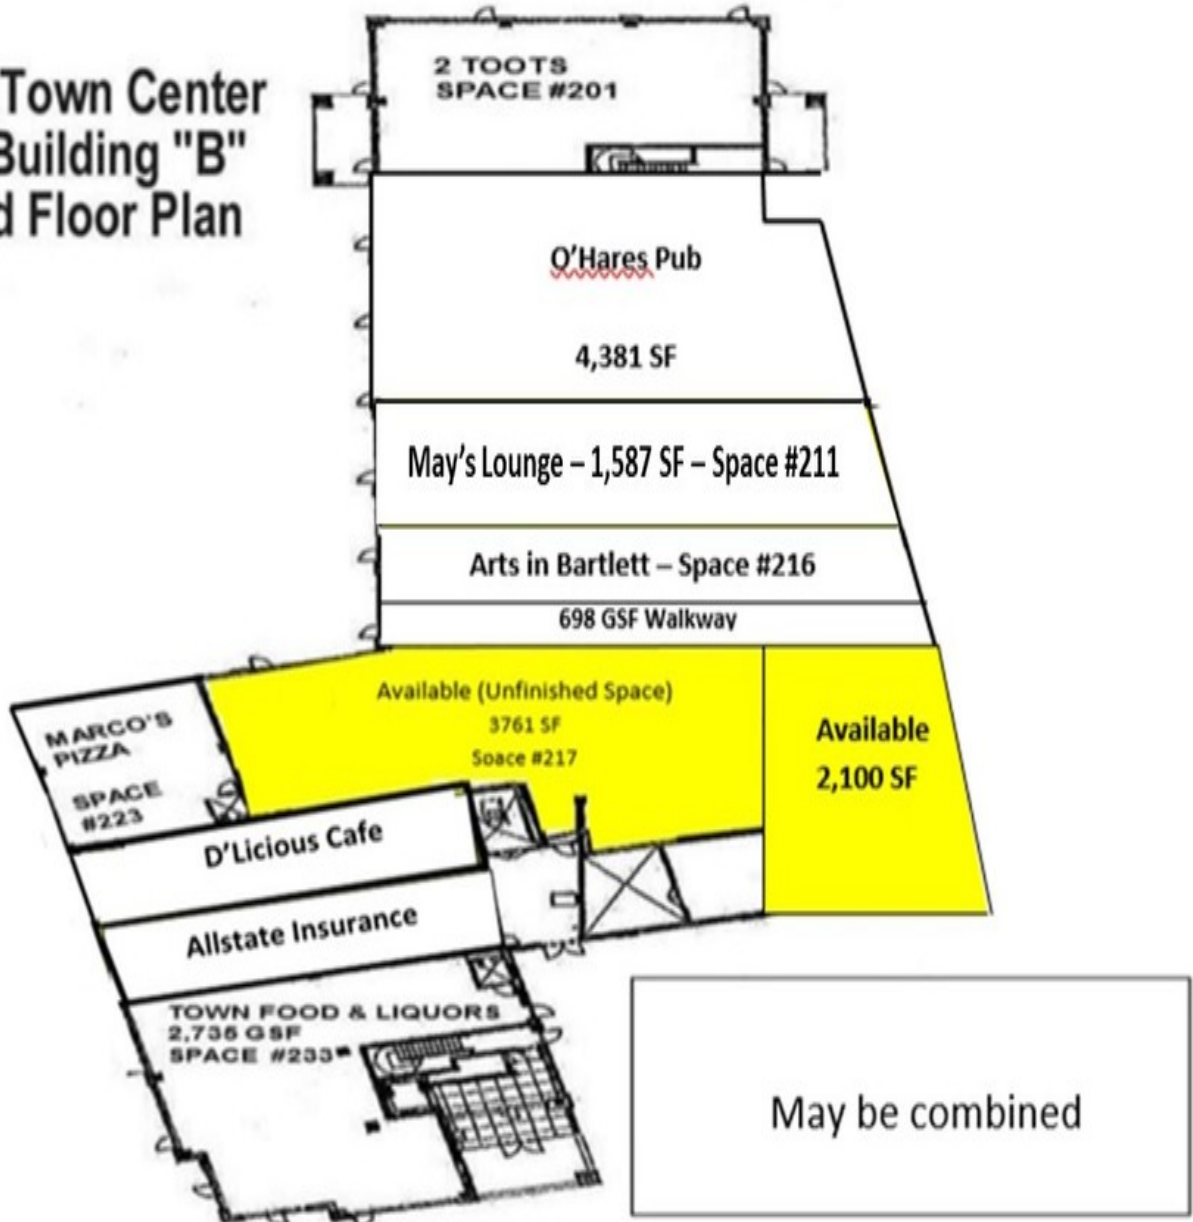 Town Center
Building "B"
d Floor Plan
2 TOOTS
SPACE #201
O'Hares Pub
4,381 SF
May's Lounge – 1,587 SF – Space #211
Arts in Bartlett – Space #216
698 GSF Walkway
Available (Unfinished Space)
3761 SF
Soace #217
Available
2,100 SF
MARCO'S
PIZZA
SPACE
#223
D'Licious Cafe
Allstate Insurance
TOWN FOOD & LIQUORS
2,735 GSF
SPACE #233
May be combined